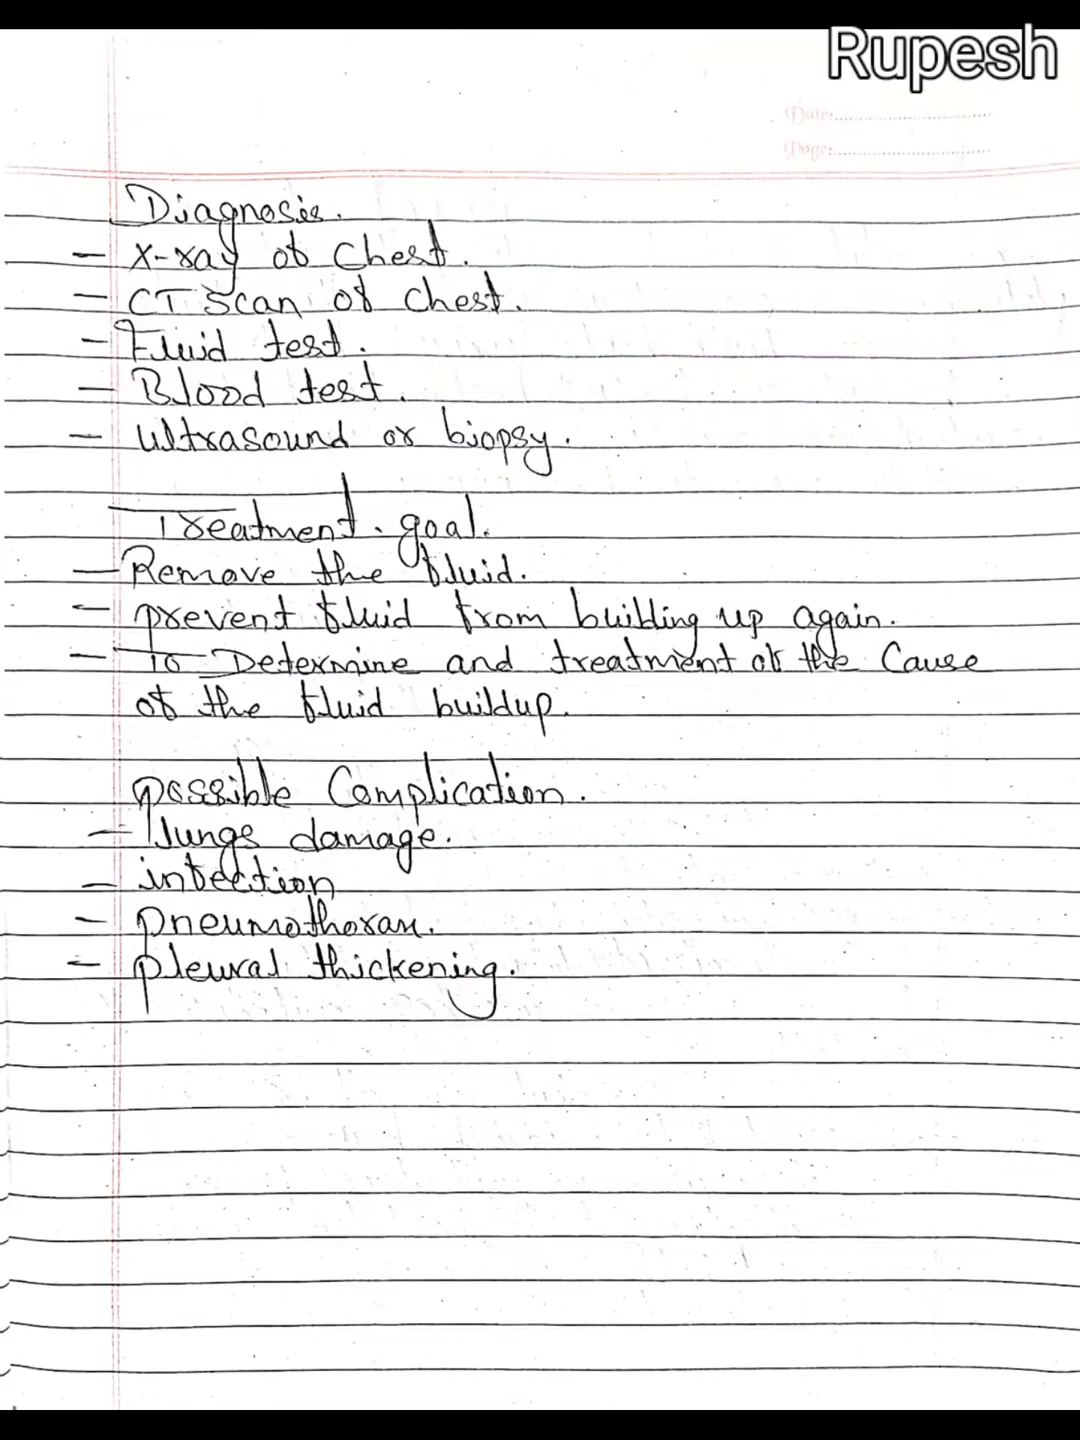 Rupesh
Date:
Page:
Diagnosis.
- X-ray of Chest.
- CT Scan of Chest.
- Fluid test.
- Blood test.
- Ultrasound or biopsy.
Treatment. goal.
- Remove the fluid.
- prevent fluid from building up again.
- To Determine and treatment of the Cause
of the fluid buildup.
possible Complication.
- lungs damage.
- infection
- pneumothorax.
- pleural thickening.